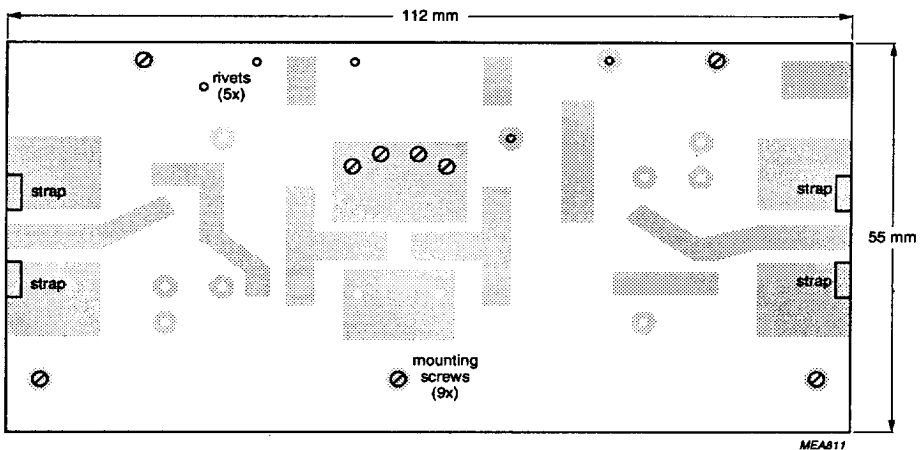 112 mm
rivets
(5x)
strap
strap
55 mm
strap
strap
mounting
screws
(9x)
MEA811